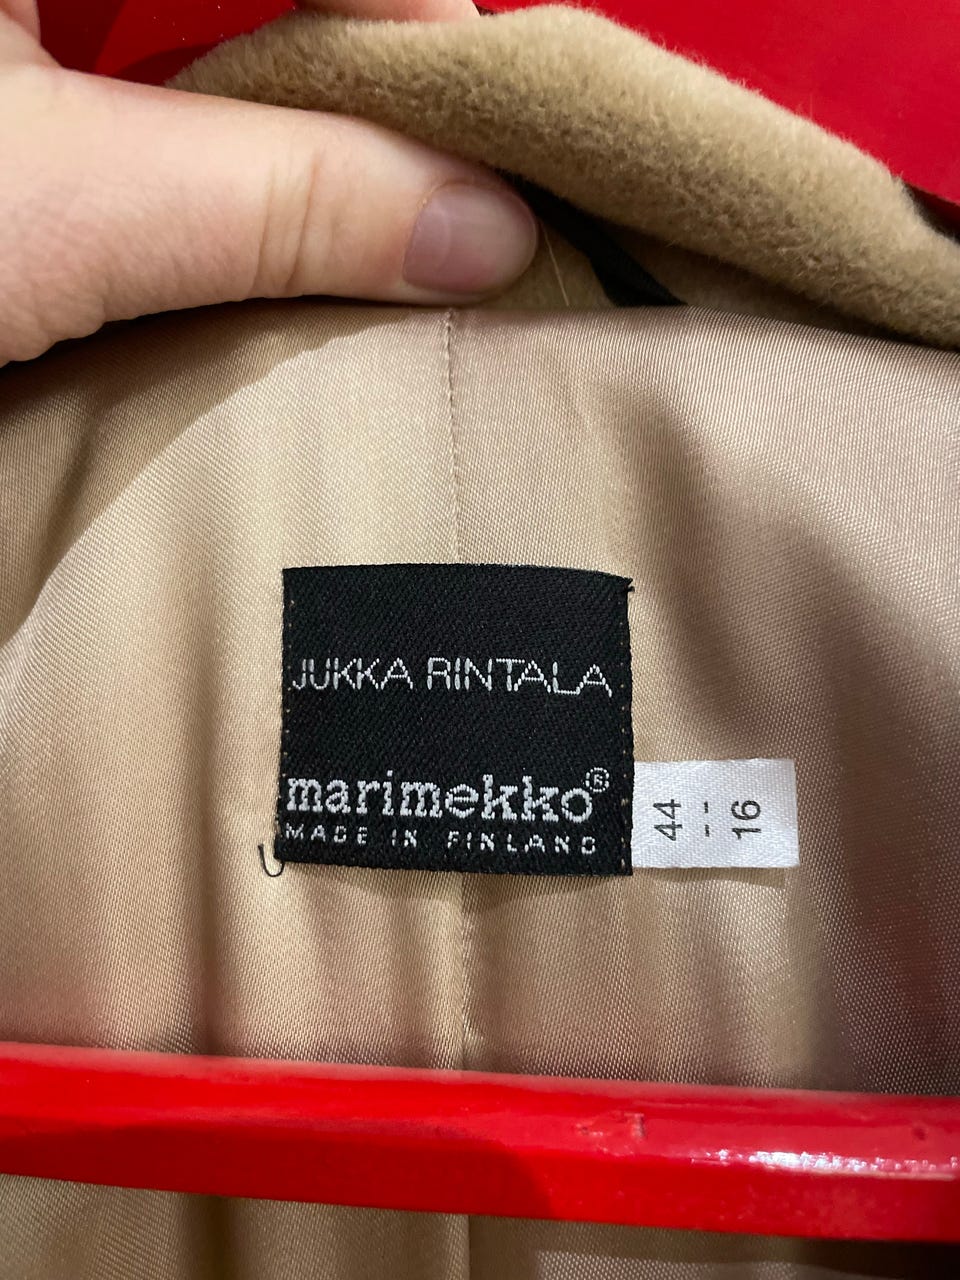 JUKKA RINTALA
marimekko®
MADE IN FINLAND
44
--
16